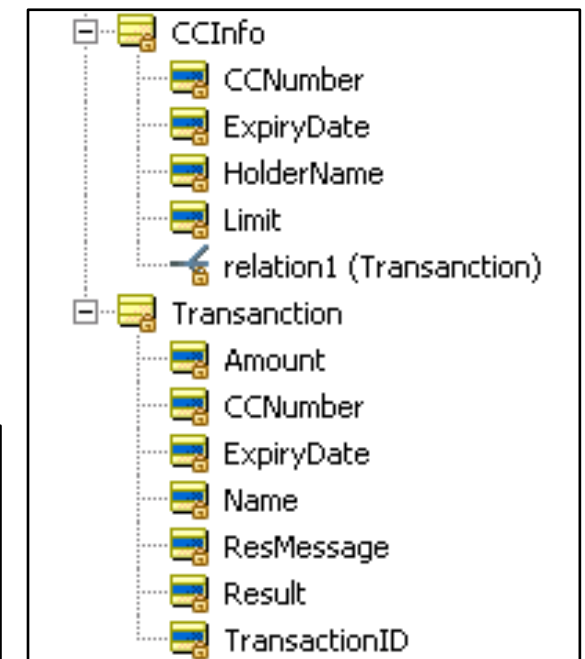 CCInfo
CCNumber
ExpiryDate
HolderName
Limit
relation1 (Transanction)
Transanction
Amount
CCNumber
ExpiryDate
Name
ResMessage
Result
TransactionID